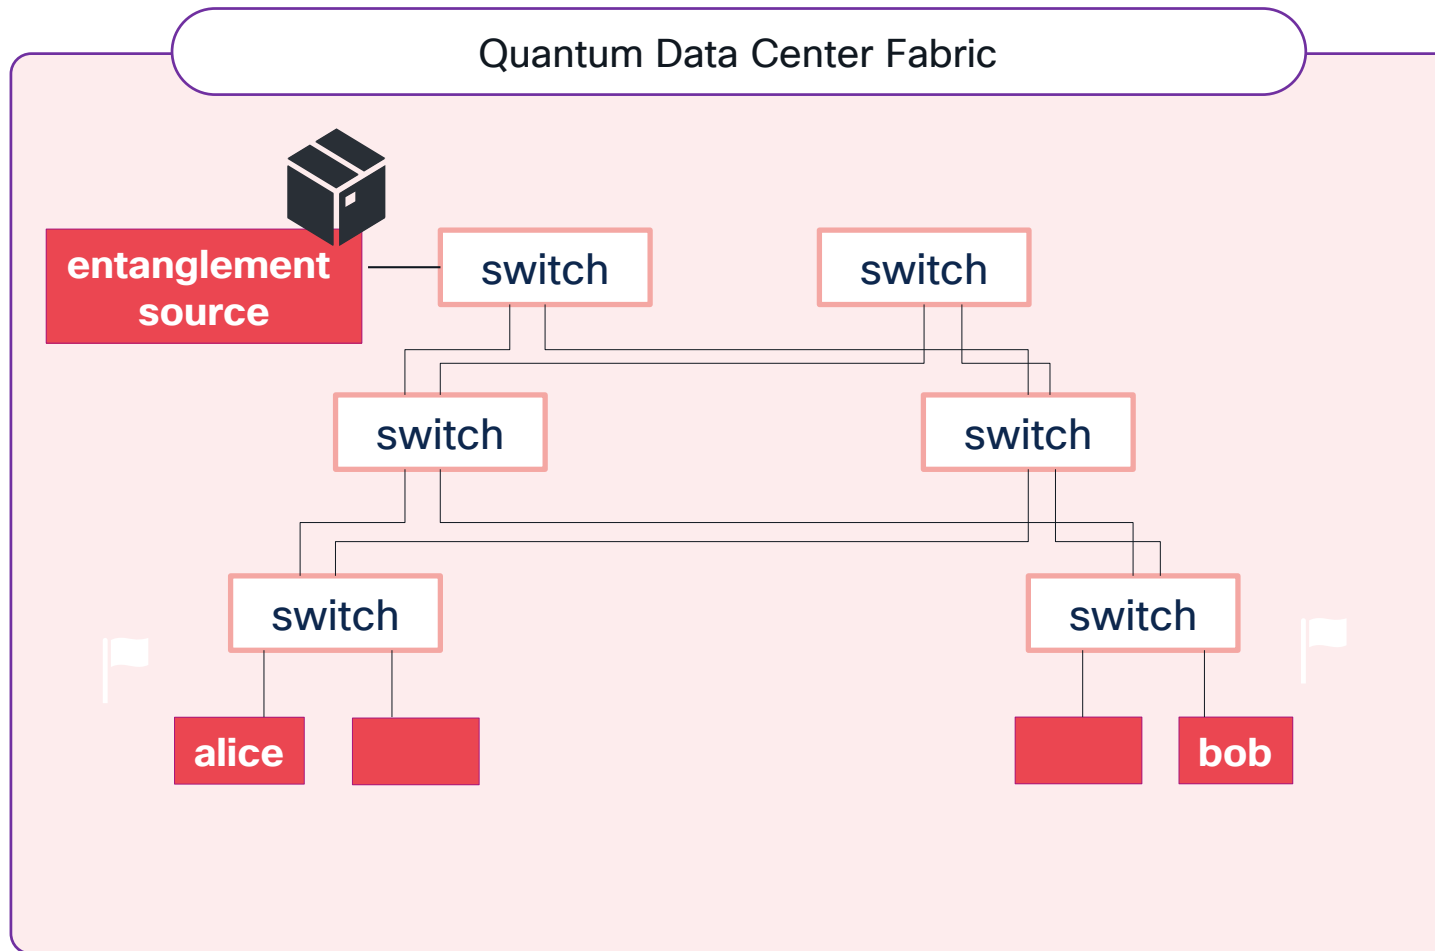 Quantum Data Center Fabric
entanglement
source
switch
switch
switch
switch
switch
switch
alice
bob